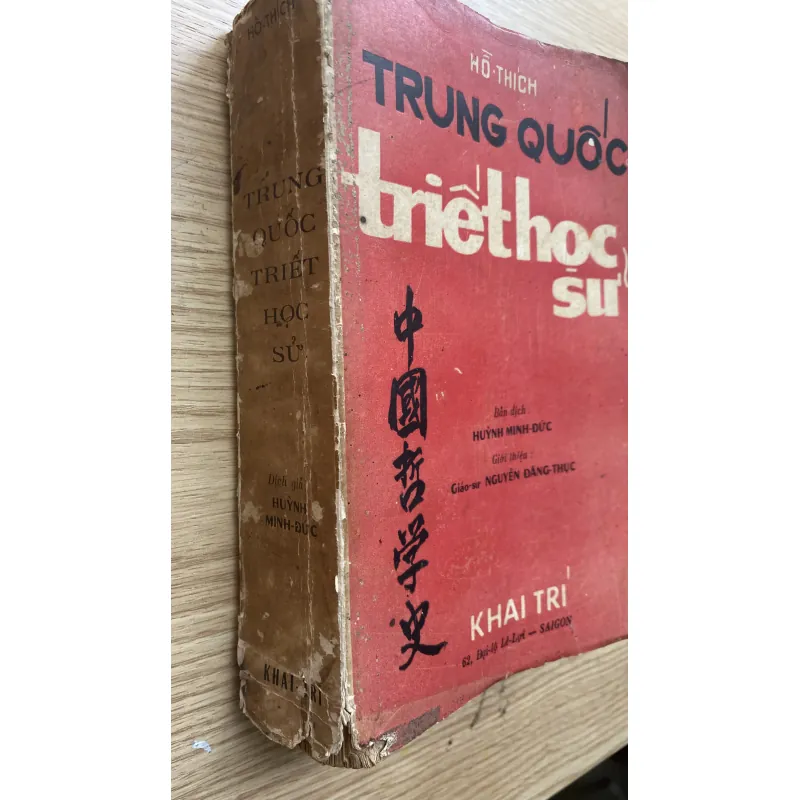 HỒ-THÍCH
TRUNG
QUỐC
TRIẾT
HỌC
SỬ
Dịch giả
HUỲNH
MINH-ĐỨC
KHAI-TRÍ
HỒ-THÍCH
TRUNG QUỐC
triết học
sử
中國哲学史
Bản dịch
HUỲNH MINH-ĐỨC
Giới thiệu :
Giáo-sư NGUYỄN ĐĂNG-THỤC
KHAI TRÍ
62, Đại-lộ Lê-Lợi — SAIGON